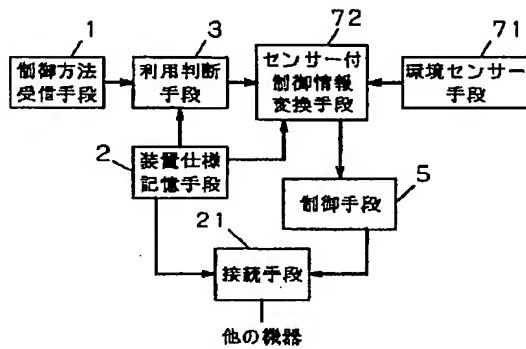 1
3
72
71
制御方法
受信手段
利用判断
手段
センサー付
制御情報
変換手段
環境センサー
手段
2
装置仕様
記憶手段
5
制御手段
21
接続手段
他の機器